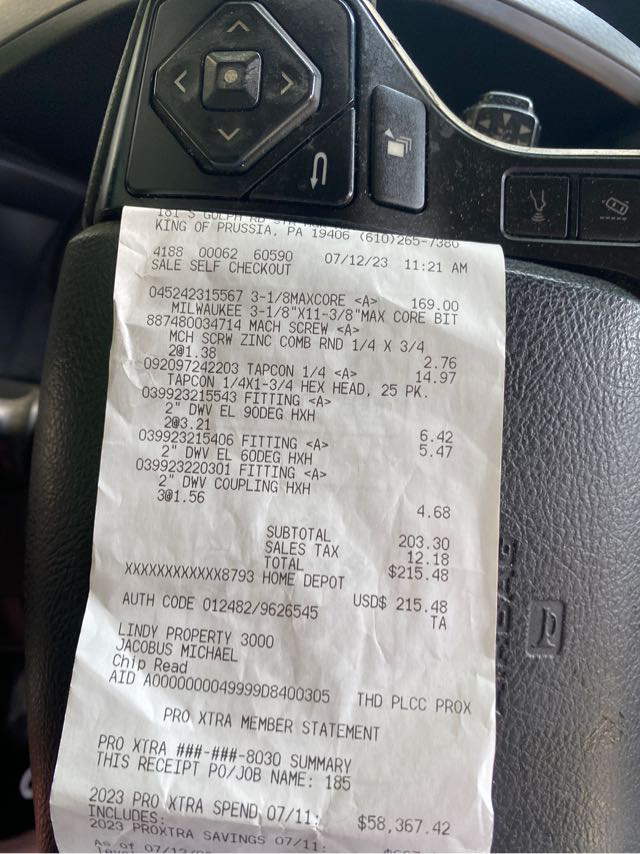 181 S GULPH RD
KING OF PRUSSIA, PA 19406 (610)265-7380
4188 00062 60590 07/12/23 11:21 AM
SALE SELF CHECKOUT
045242315567 3-1/8MAXCORE <A> 169.00
MILWAUKEE 3-1/8"X11-3/8"MAX CORE BIT
887480034714 MACH SCREW <A>
MCH SCRW ZINC COMB RND 1/4 X 3/4
2@1.38 2.76
092097242203 TAPCON 1/4 <A> 14.97
TAPCON 1/4X1-3/4 HEX HEAD, 25 PK.
039923215543 FITTING <A>
2" DWV EL 90DEG HXH
2@3.21 6.42
039923215406 FITTING <A> 5.47
2" DWV EL 60DEG HXH
039923220301 FITTING <A>
2" DWV COUPLING HXH
3@1.56 4.68
SUBTOTAL 203.30
SALES TAX 12.18
TOTAL $215.48
XXXXXXXXXXXX8793 HOME DEPOT
USD$ 215.48
AUTH CODE 012482/9626545 TA
LINDY PROPERTY 3000
JACOBUS MICHAEL
Chip Read
AID A0000000049999D8400305 THD PLCC PROX
PRO XTRA MEMBER STATEMENT
PRO XTRA ###-###-8030 SUMMARY
THIS RECEIPT PO/JOB NAME: 185
2023 PRO XTRA SPEND 07/11: $58,367.42
INCLUDES:
2023 PROXTRA SAVINGS 07/11:
As of